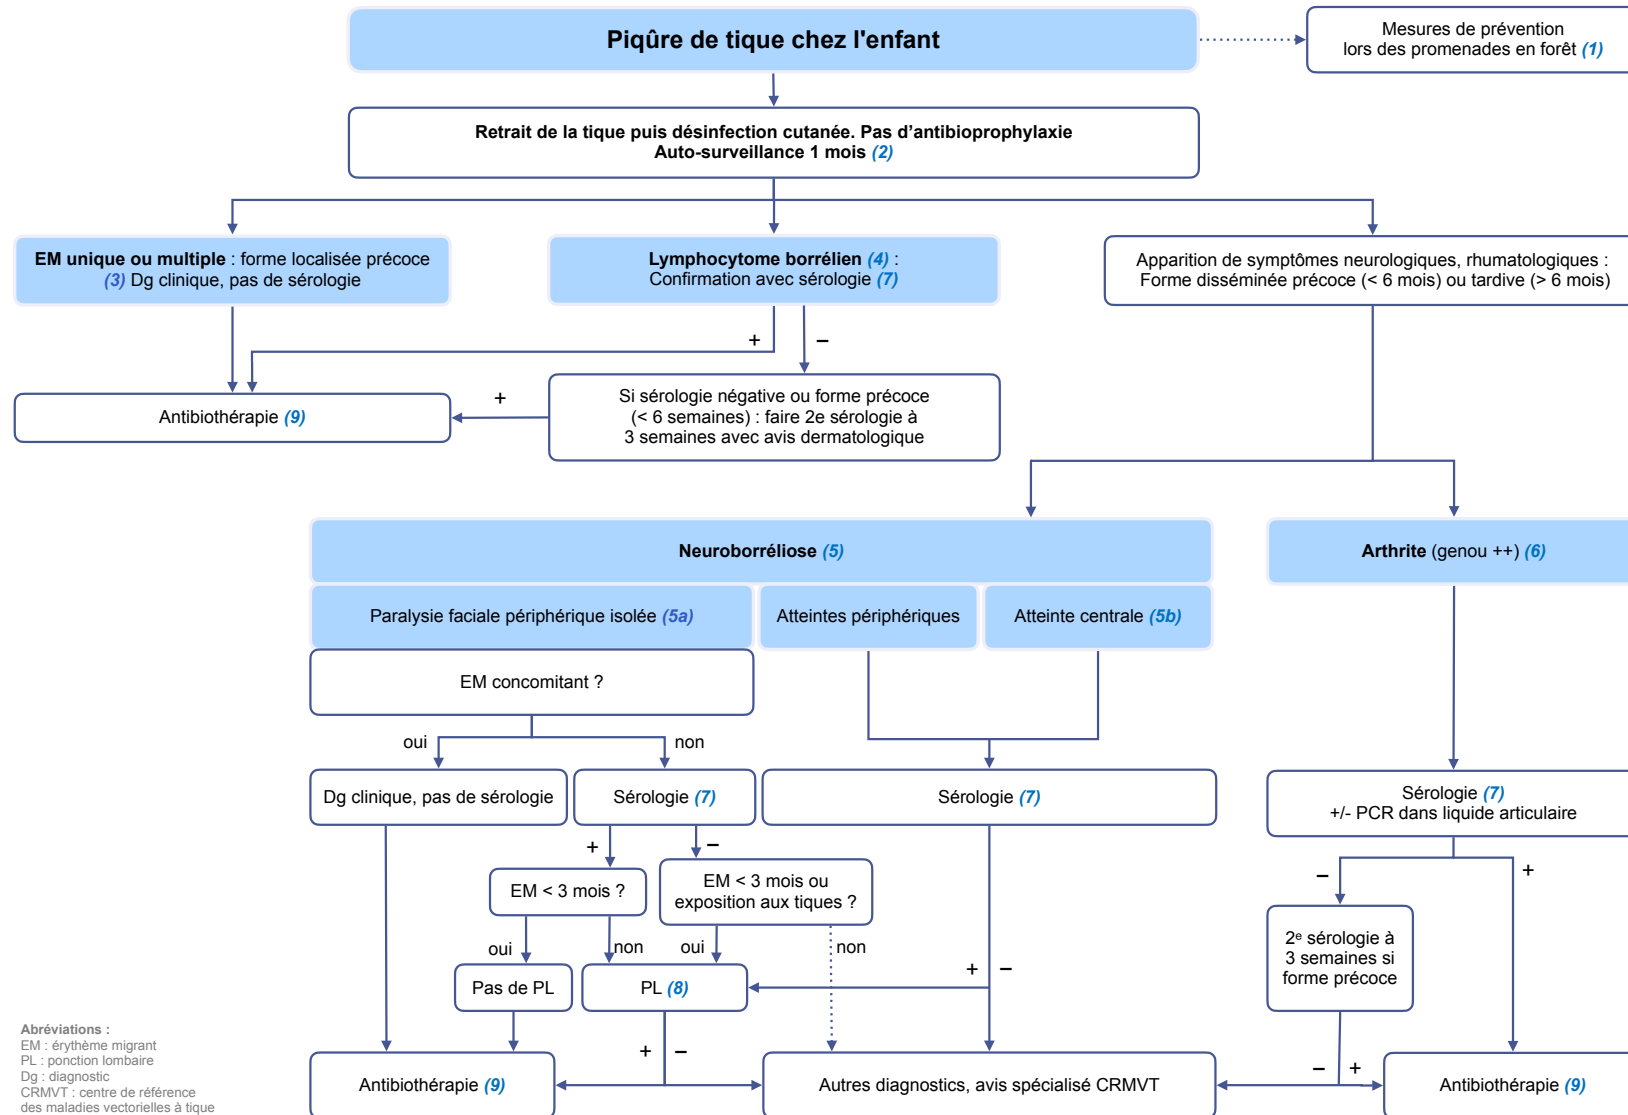 Piqûre de tique chez l'enfant
Mesures de prévention
lors des promenades en forêt (1)
Retrait de la tique puis désinfection cutanée. Pas d’antibioprophylaxie
Auto-surveillance 1 mois (2)
EM unique ou multiple : forme localisée précoce
(3) Dg clinique, pas de sérologie
Lymphocytome borrélien (4) :
Confirmation avec sérologie (7)
Apparition de symptômes neurologiques, rhumatologiques :
Forme disséminée précoce (< 6 mois) ou tardive (> 6 mois)
+
–
Antibiothérapie (9)
+
Si sérologie négative ou forme précoce
(< 6 semaines) : faire 2e sérologie à
3 semaines avec avis dermatologique
Neuroborréliose (5)
Arthrite (genou ++) (6)
Paralysie faciale périphérique isolée (5a)
Atteintes périphériques
Atteinte centrale (5b)
EM concomitant ?
oui
non
Dg clinique, pas de sérologie
Sérologie (7)
Sérologie (7)
Sérologie (7)
+/- PCR dans liquide articulaire
+
–
–
+
EM < 3 mois ?
EM < 3 mois ou
exposition aux tiques ?
2e sérologie à
3 semaines si
forme précoce
oui
non
oui
non
+
–
Pas de PL
PL (8)
+
–
–
+
Antibiothérapie (9)
Autres diagnostics, avis spécialisé CRMVT
Antibiothérapie (9)
Abréviations :
EM : érythème migrant
PL : ponction lombaire
Dg : diagnostic
CRMVT : centre de référence
des maladies vectorielles à tique